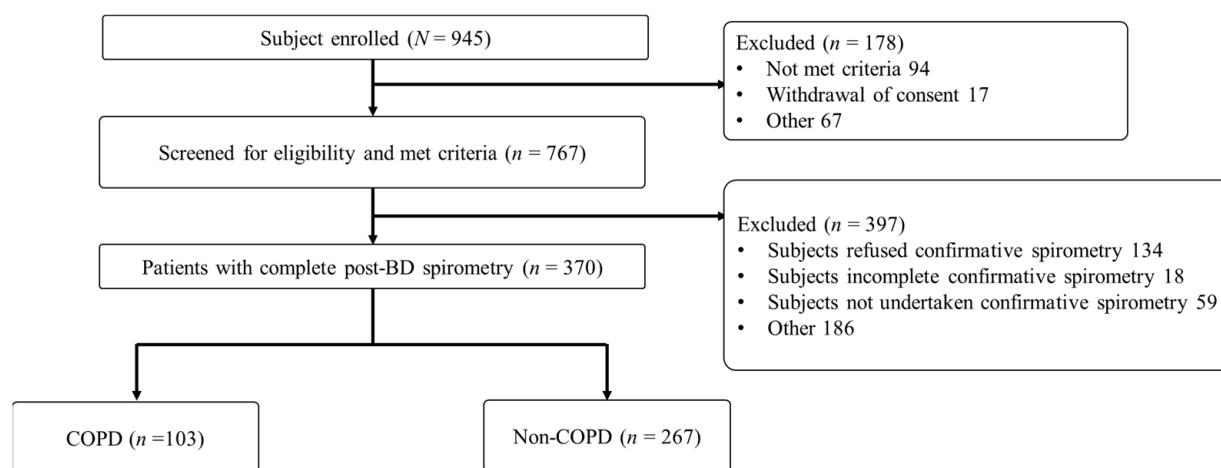 Subject enrolled (N = 945)
Excluded (n = 178)
• Not met criteria 94
• Withdrawal of consent 17
• Other 67
Screened for eligibility and met criteria (n = 767)
Excluded (n = 397)
• Subjects refused confirmative spirometry 134
• Subjects incomplete confirmative spirometry 18
• Subjects not undertaken confirmative spirometry 59
• Other 186
Patients with complete post-BD spirometry (n = 370)
COPD (n =103)
Non-COPD (n = 267)